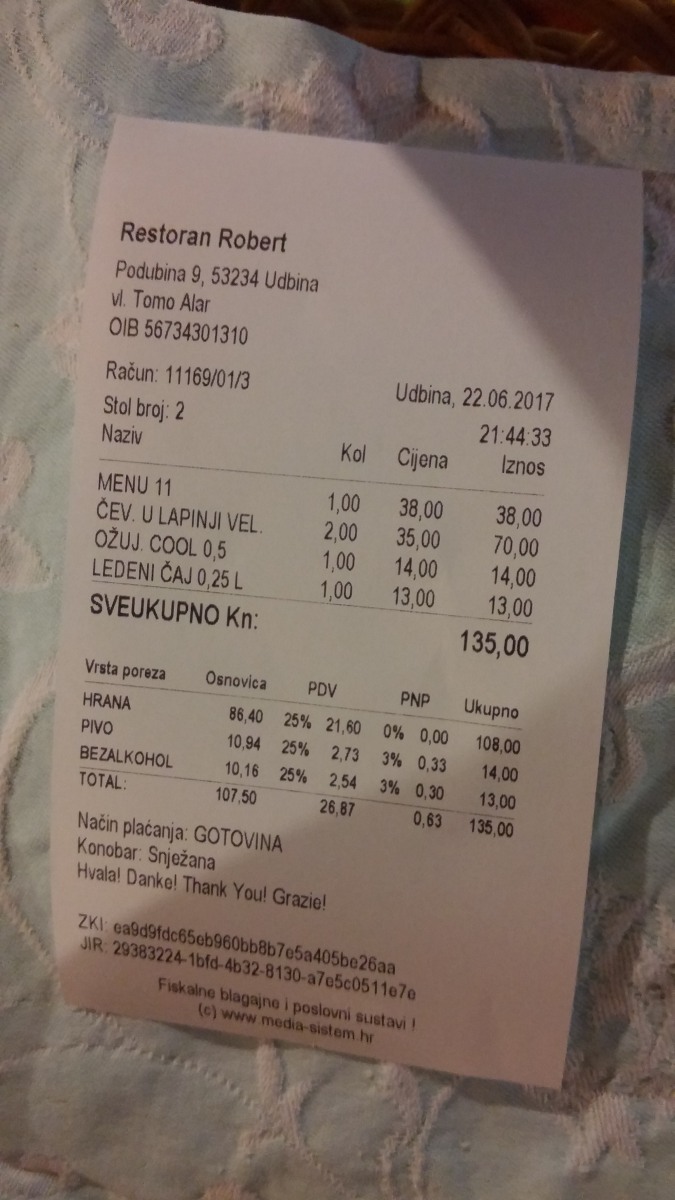 Restoran Robert
Podubina 9, 53234 Udbina
vl. Tomo Alar
OIB 56734301310
Račun: 11169/01/3 Udbina, 22.06.2017
Stol broj: 2 21:44:33
Naziv Kol Cijena Iznos
MENU 11 1,00 38,00 38,00
ČEV. U LAPINJI VEL. 2,00 35,00 70,00
OŽUJ. COOL 0,5 1,00 14,00 14,00
LEDENI ČAJ 0,25 L 1,00 13,00 13,00
SVEUKUPNO Kn: 135,00
Vrsta poreza Osnovica PDV PNP Ukupno
HRANA 86,40 25% 21,60 0% 0,00 108,00
PIVO 10,94 25% 2,73 3% 0,33 14,00
BEZALKOHOL 10,16 25% 2,54 3% 0,30 13,00
TOTAL: 107,50 26,87 0,63 135,00
Način plaćanja: GOTOVINA
Konobar: Snježana
Hvala! Danke! Thank You! Grazie!
ZKI: ea9d9fdc65eb960bb8b7e5a405be26aa
JIR: 29383224-1bfd-4b32-8130-a7e5c0511e7e
Fiskalne blagajne i poslovni sustavi !
(c) www.media-sistem.hr